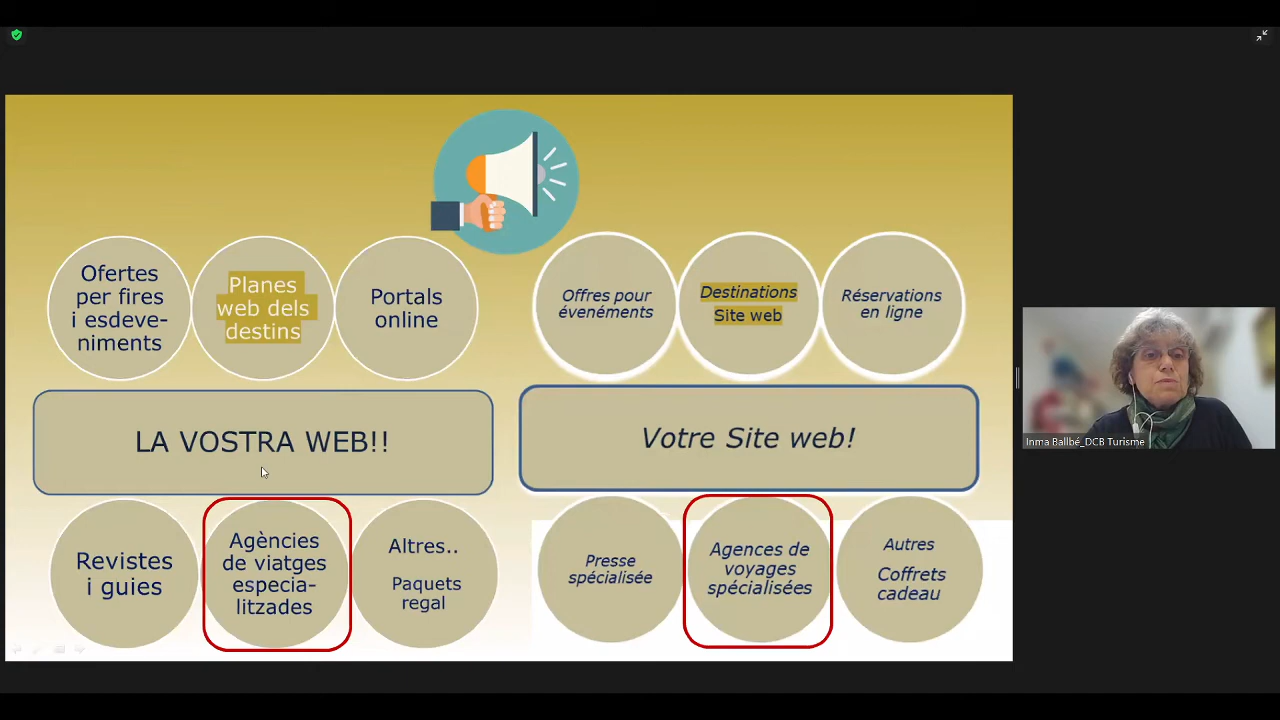 Ofertes
per fires
i esdeve-
niments
Planes
web dels
destins
Portals
online
LA VOSTRA WEB!!
Revistes
i guies
Agències
de viatges
especia-
litzades
Altres..
Paquets
regal
Offres pour
évenéments
Destinations
Site web
Réservations
en ligne
Votre Site web!
Presse
spécialisée
Agences de
voyages
spécialisées
Autres
Coffrets
cadeau
Inma Ballbé_DCB Turisme